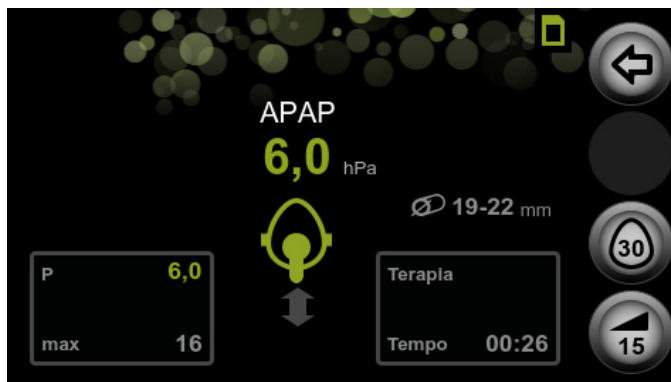 APAP
6,0 hPa
19-22 mm
30
P 6,0
max 16
Terapia
Tempo 00:26
15